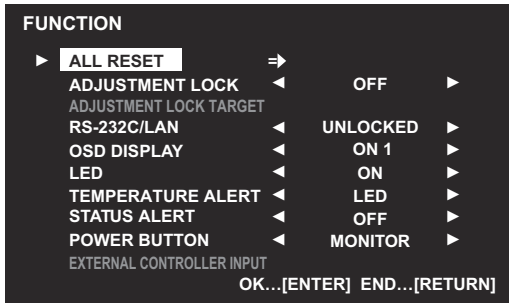 FUNCTION
ALL RESET
ADJUSTMENT LOCK OFF
ADJUSTMENT LOCK TARGET
RS-232C/LAN UNLOCKED
OSD DISPLAY ON 1
LED ON
TEMPERATURE ALERT LED
STATUS ALERT OFF
POWER BUTTON MONITOR
EXTERNAL CONTROLLER INPUT
OK...[ENTER] END...[RETURN]